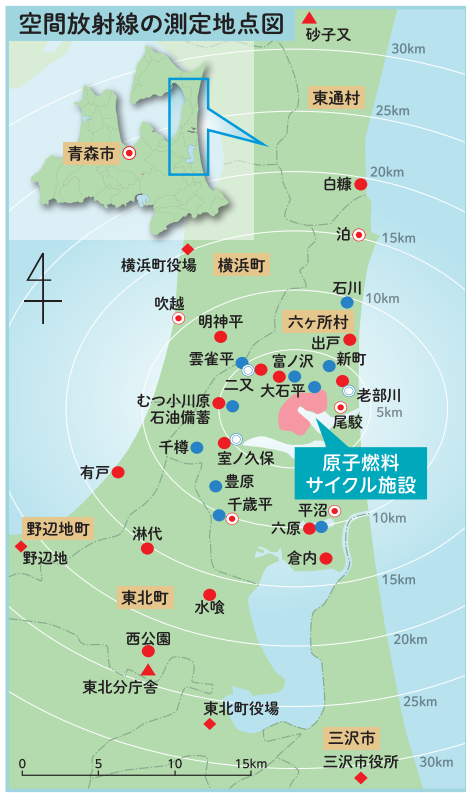 空間放射線の測定地点図
砂子又
30km
東通村
25km
青森市
20km
白糠
泊
15km
横浜町役場
横浜町
10km
石川
吹越
六ヶ所村
明神平
出戸
雲雀平
富ノ沢
新町
二又
大石平
老部川
むつ小川原
石油備蓄
5km
尾駮
千樽
室ノ久保
原子燃料
サイクル施設
有戸
豊原
千歳平
平沼
10km
野辺地町
六原
野辺地
淋代
倉内
15km
東北町
水喰
20km
西公園
東北分庁舎
25km
東北町役場
三沢市
三沢市役所
30km
0 5 10 15km